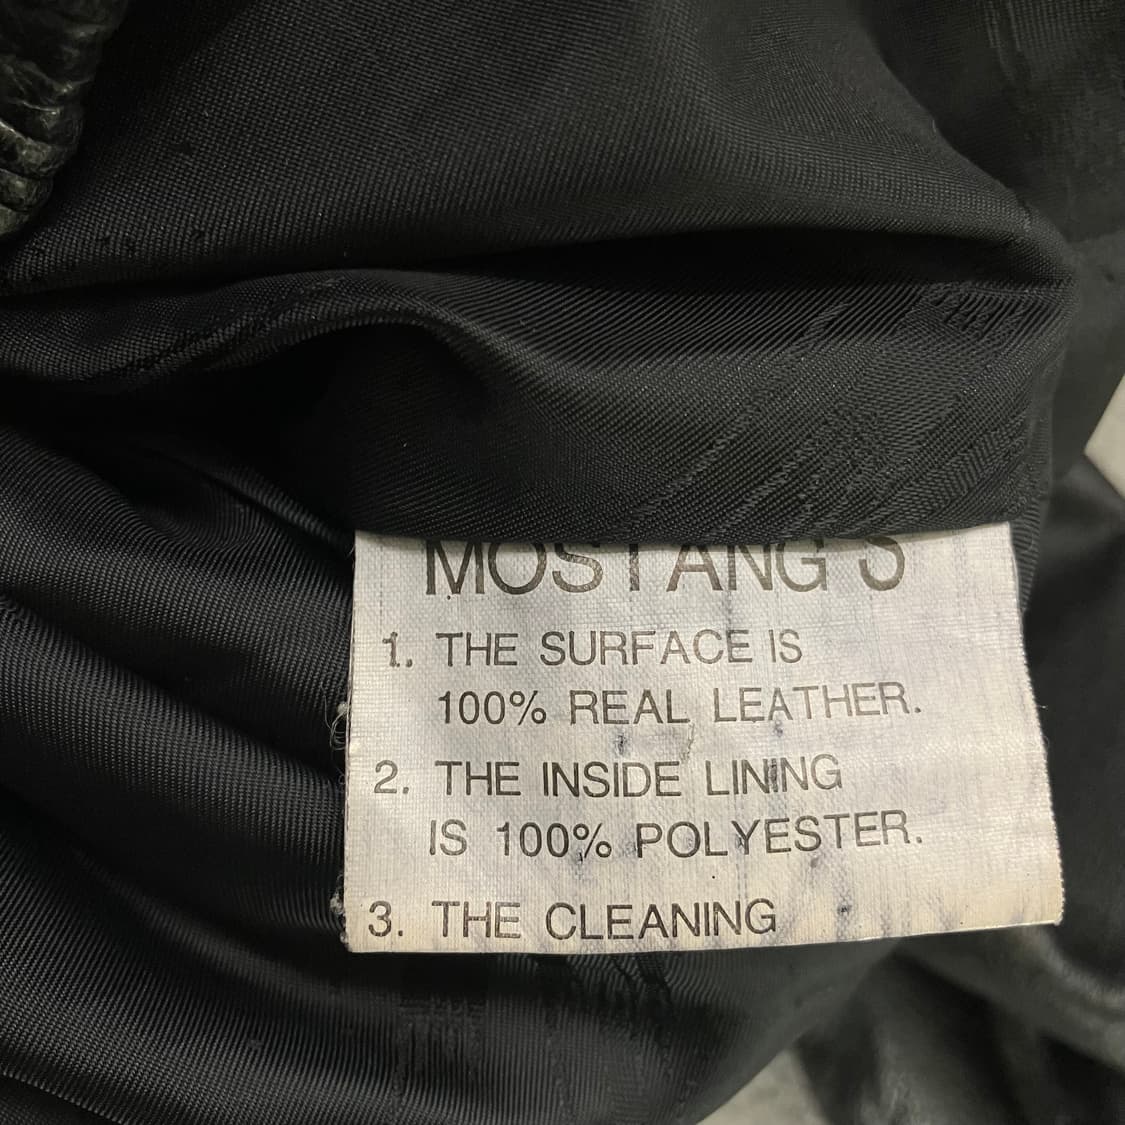 MOSTANG'S
1. THE SURFACE IS
100% REAL LEATHER.
2. THE INSIDE LINING
IS 100% POLYESTER.
3. THE CLEANING